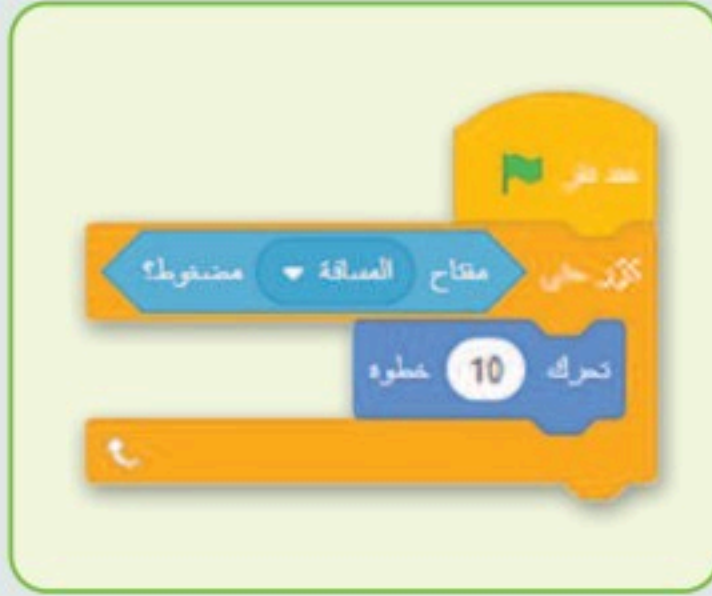 عند نقر
كرّر حتى مفتاح المسافة مضغوط؟
تحرك 10 خطوة